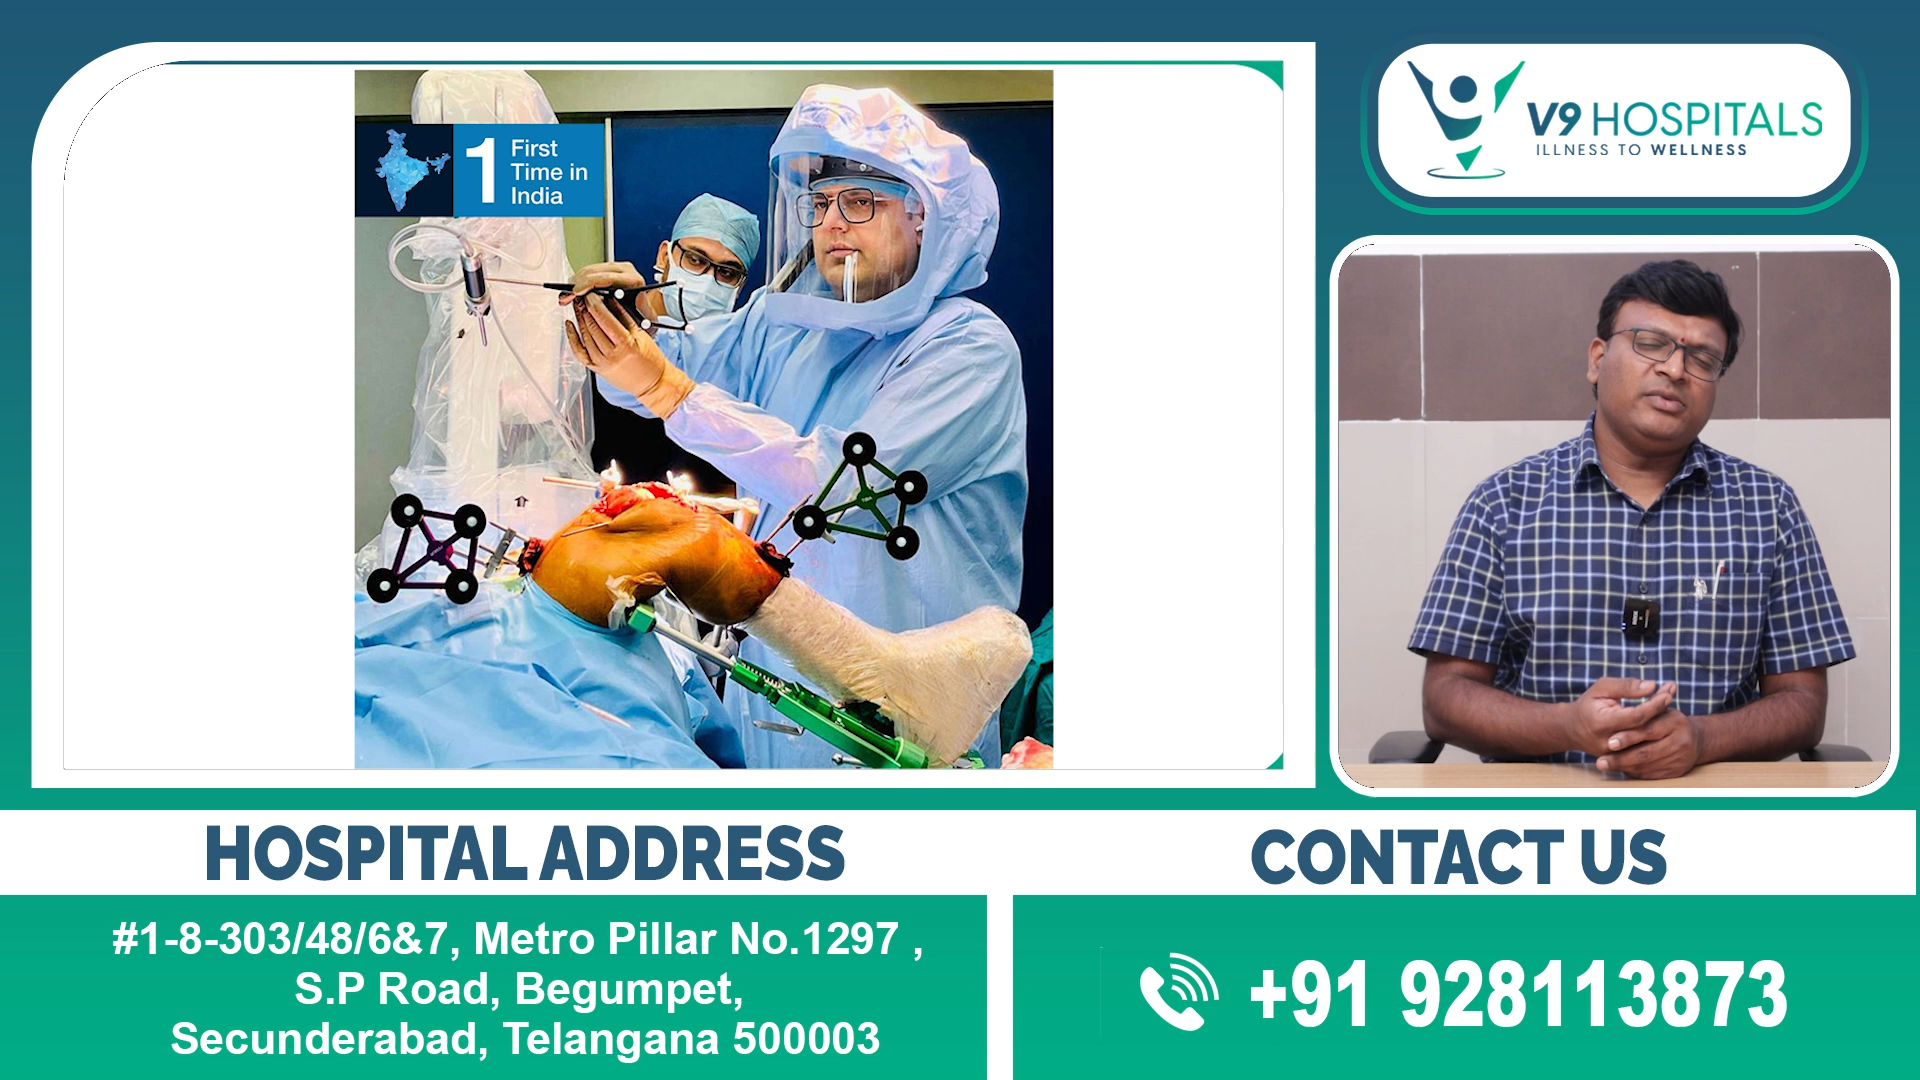 1 First
Time in
India
V9 HOSPITALS
ILLNESS TO WELLNESS
HOSPITAL ADDRESS
#1-8-303/48/6&7, Metro Pillar No.1297 ,
S.P Road, Begumpet,
Secunderabad, Telangana 500003
CONTACT US
+91 928113873